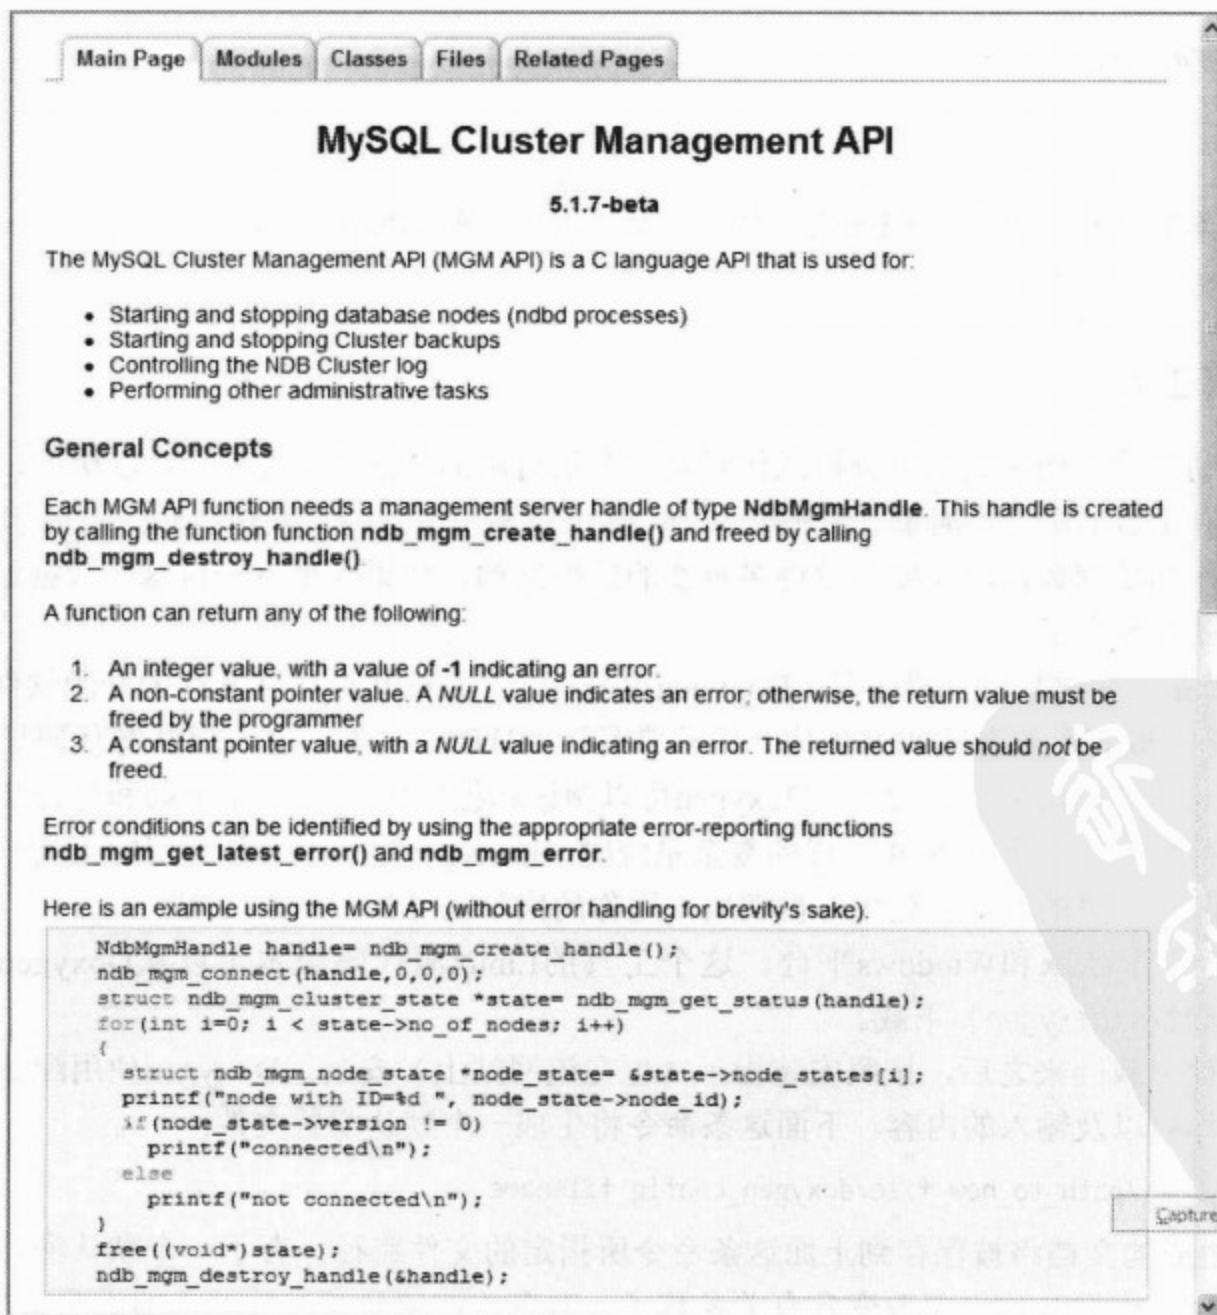 Main Page Modules Classes Files Related Pages
MySQL Cluster Management API
5.1.7-beta
The MySQL Cluster Management API (MGM API) is a C language API that is used for:
• Starting and stopping database nodes (ndbd processes)
• Starting and stopping Cluster backups
• Controlling the NDB Cluster log
• Performing other administrative tasks
General Concepts
Each MGM API function needs a management server handle of type NdbMgmHandle. This handle is created
by calling the function function ndb_mgm_create_handle() and freed by calling
ndb_mgm_destroy_handle()
A function can return any of the following:
1. An integer value, with a value of -1 indicating an error.
2. A non-constant pointer value. A NULL value indicates an error; otherwise, the return value must be
freed by the programmer
3. A constant pointer value, with a NULL value indicating an error. The returned value should not be
freed.
Error conditions can be identified by using the appropriate error-reporting functions
ndb_mgm_get_latest_error() and ndb_mgm_error.
Here is an example using the MGM API (without error handling for brevity's sake).
NdbMgmHandle handle= ndb_mgm_create_handle();
ndb_mgm_connect(handle,0,0,0);
struct ndb_mgm_cluster_state *state= ndb_mgm_get_status(handle);
for(int i=0; i < state->no_of_nodes; i++)
{
struct ndb_mgm_node_state *node_state= &state->node_states[i];
printf("node with ID=%d ", node_state->node_id);
if(node_state->version != 0)
printf("connected\n");
else
printf("not connected\n");
}
free((void*)state);
ndb_mgm_destroy_handle(&handle);
Capture